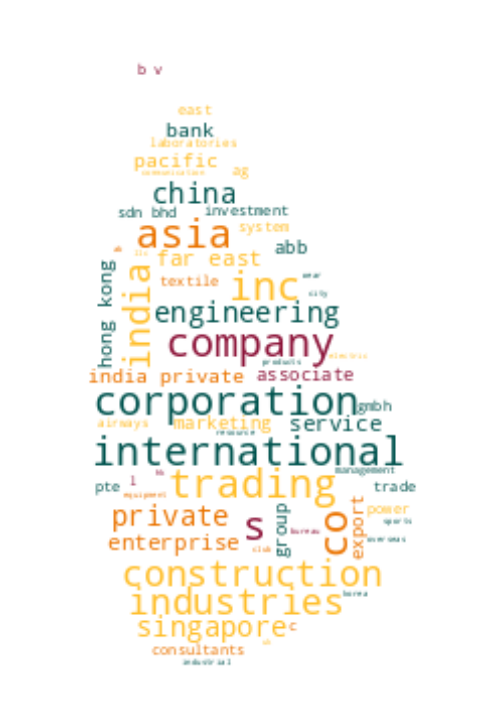 b v
east
bank
laboratories
pacific
communication ag
china
sdn bhd investment
asia system
abb
far east
hong kong
india
textile inc
city
engineering
company
products electric
india private associate
corporation gmbh
airways marketing service
resource
international
management
l trading
pte trade
equipment
private s group co export power
sports
bureau
enterprise overseas
club
construction
industries korea
singapore c
consultants
industrial